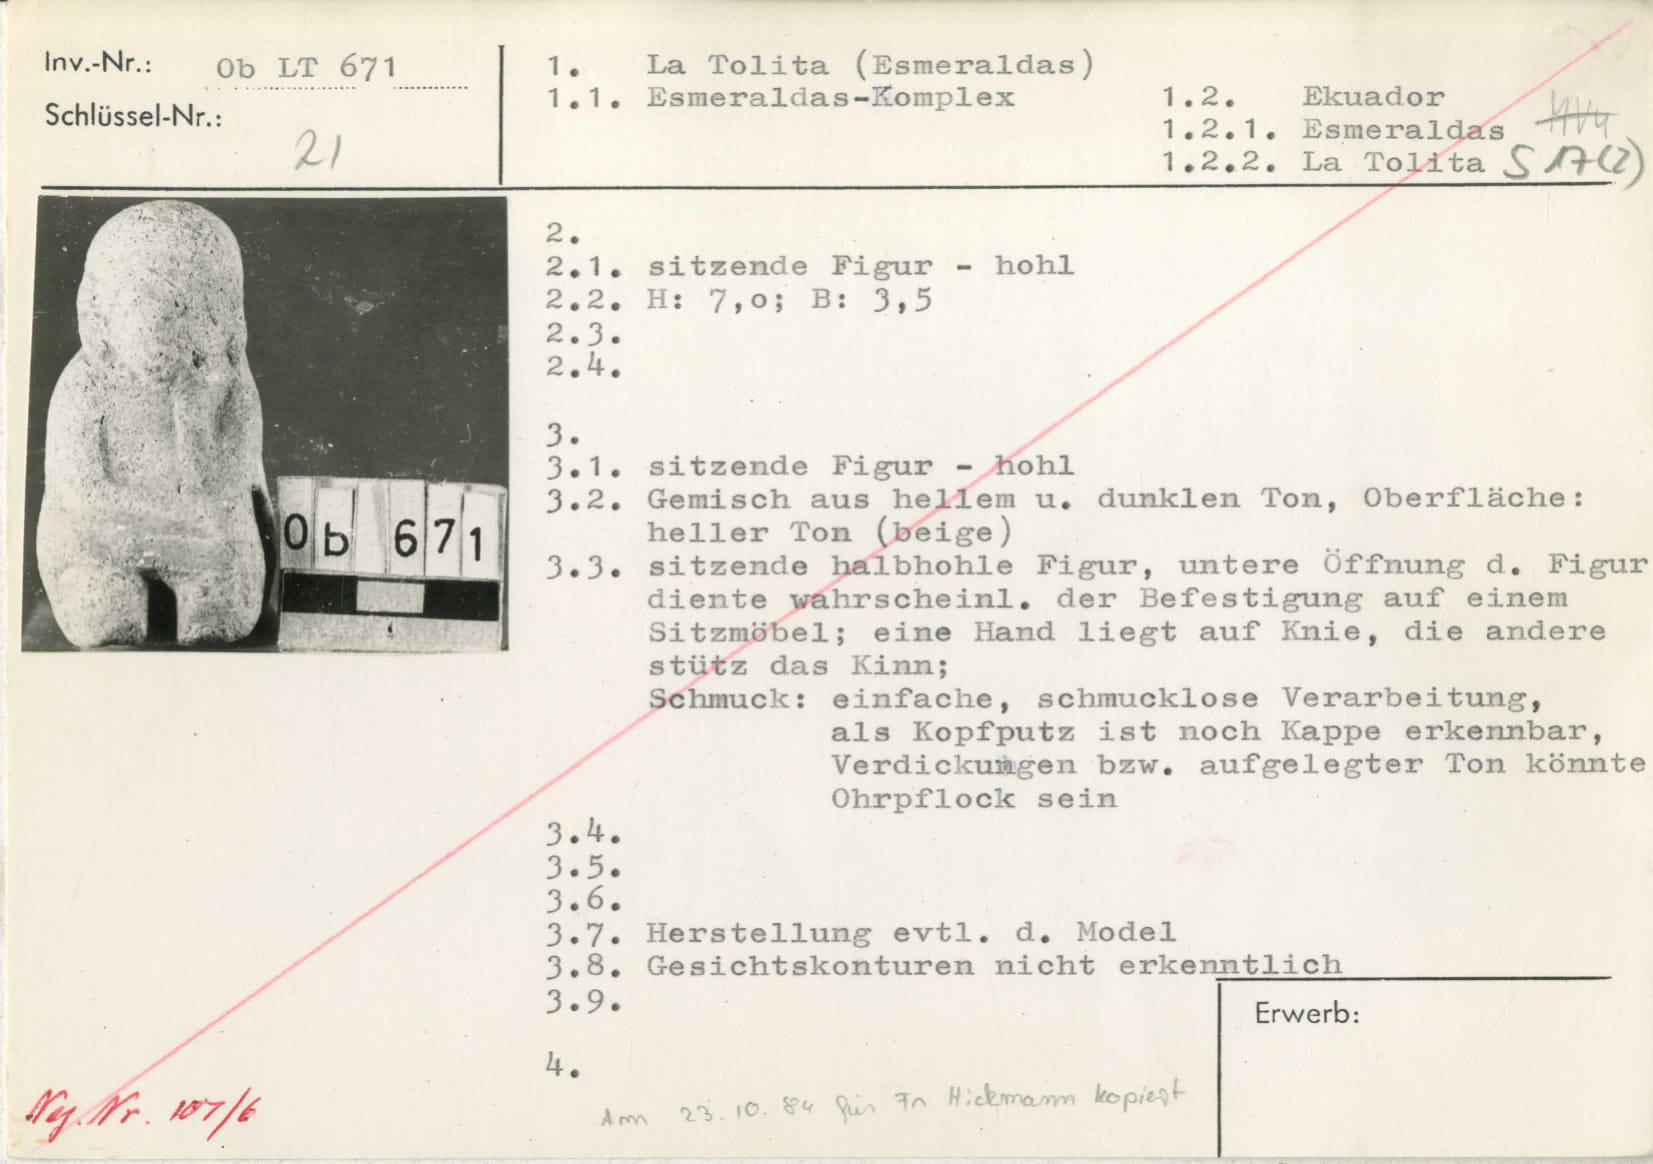 Inv.-Nr.: Ob LT 671
Schlüssel-Nr.:
21
1. La Tolita (Esmeraldas)
1.1. Esmeraldas-Komplex
1.2. Ekuador
1.2.1. Esmeraldas
1.2.2. La Tolita S 17(2)
Ob 671
2.
2.1. sitzende Figur - hohl
2.2. H: 7,o; B: 3,5
2.3.
2.4.
3.
3.1. sitzende Figur - hohl
3.2. Gemisch aus hellem u. dunklen Ton, Oberfläche:
heller Ton (beige)
3.3. sitzende halbhohle Figur, untere Öffnung d. Figur
diente wahrscheinl. der Befestigung auf einem
Sitzmöbel; eine Hand liegt auf Knie, die andere
stütz das Kinn;
Schmuck: einfache, schmucklose Verarbeitung,
als Kopfputz ist noch Kappe erkennbar,
Verdickungen bzw. aufgelegter Ton könnte
Ohrpflock sein
3.4.
3.5.
3.6.
3.7. Herstellung evtl. d. Model
3.8. Gesichtskonturen nicht erkenntlich
3.9.
4.
Erwerb:
Neg. Nr. 107/6
Am 23.10.84 für Fr Hickmann kopiert